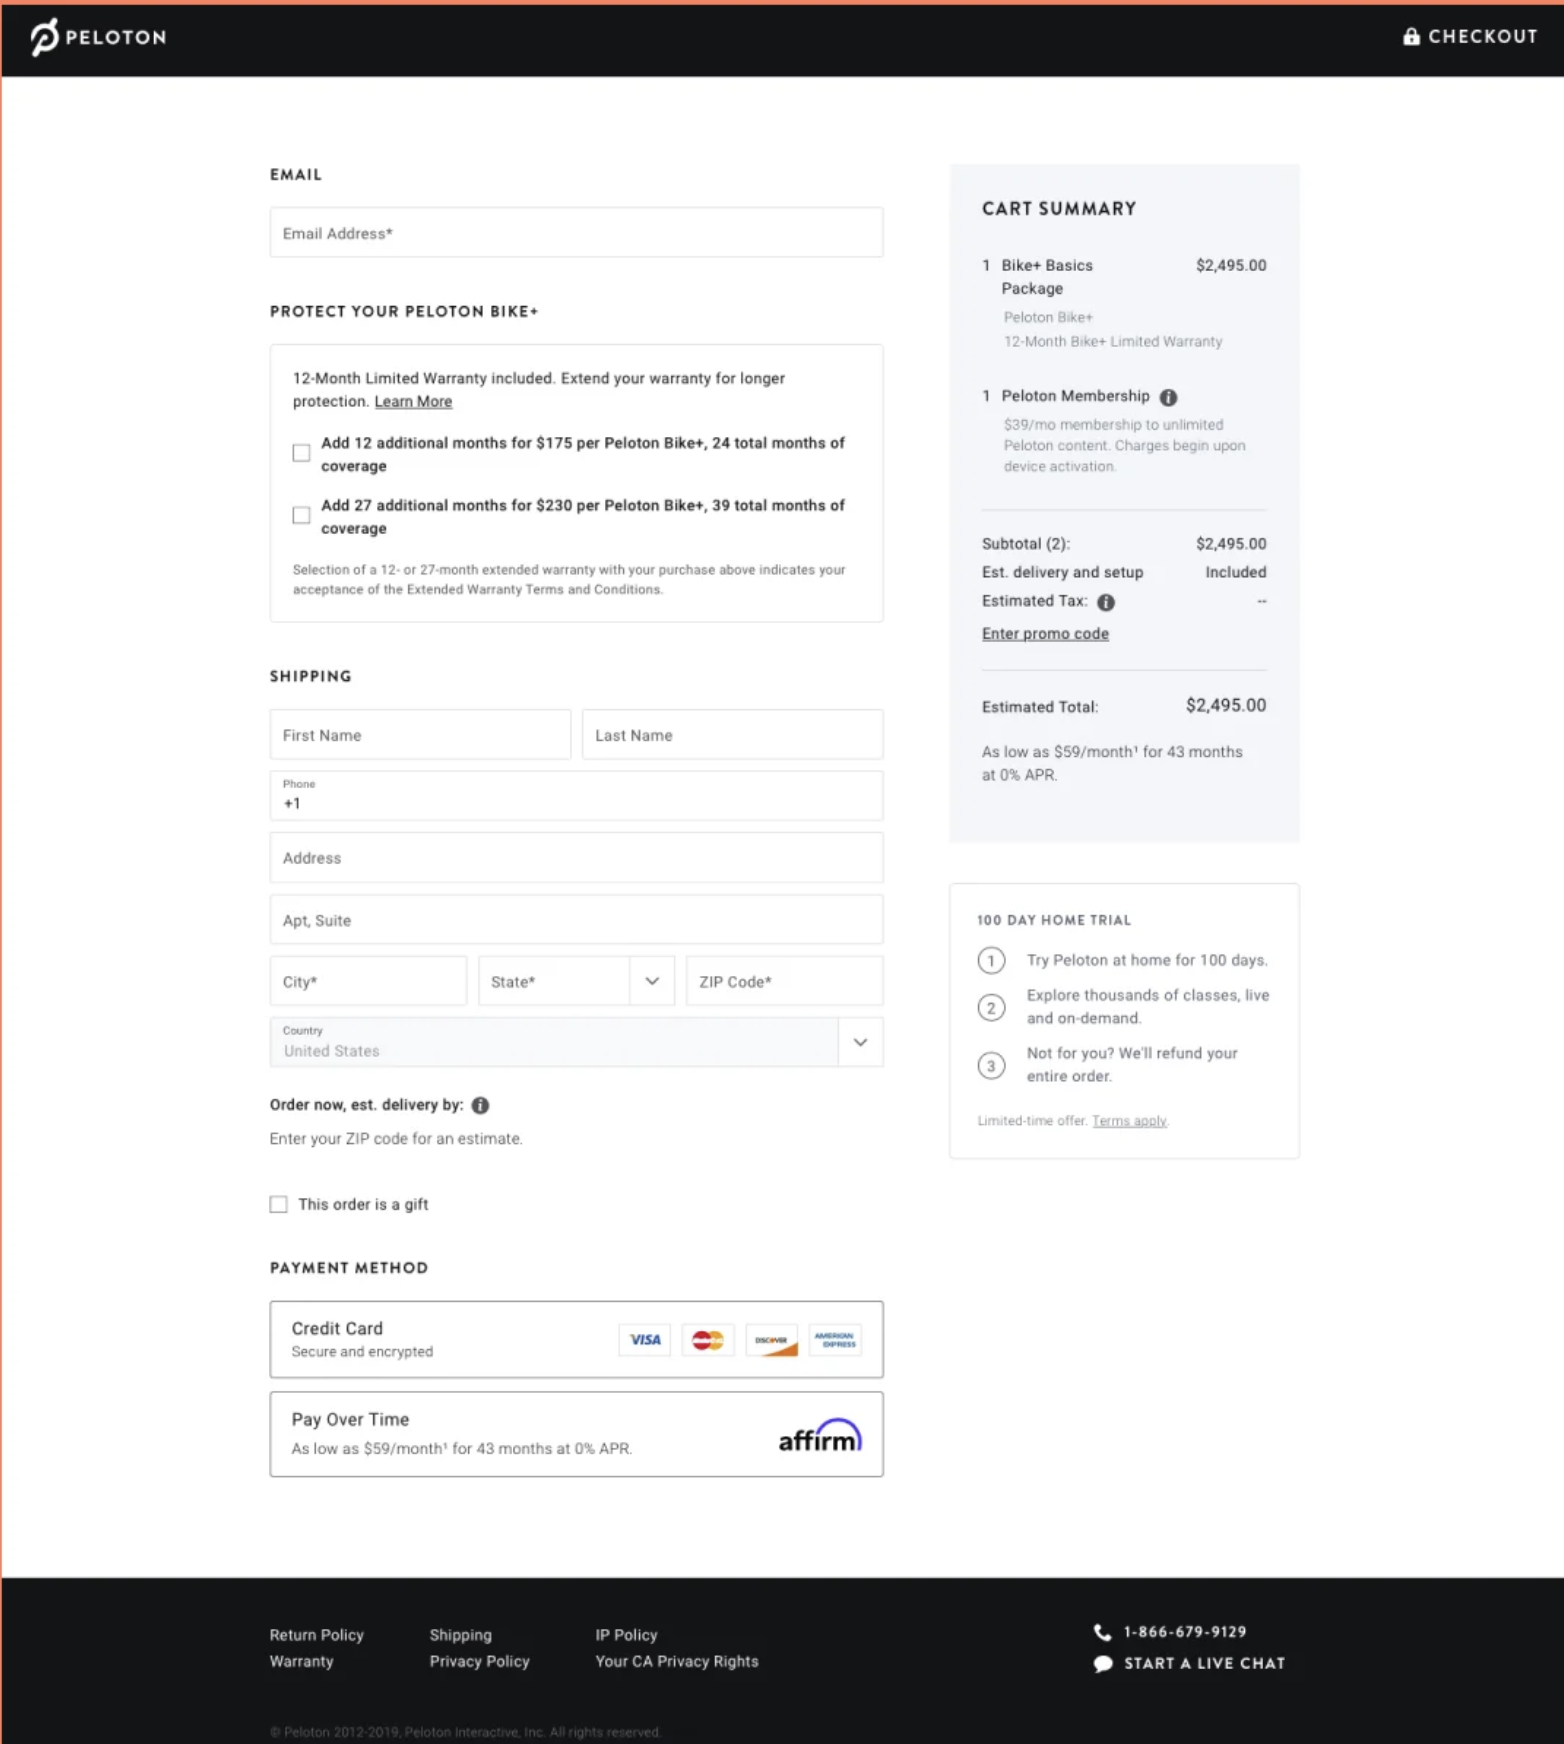 PELOTON
CHECKOUT
EMAIL
Email Address*
PROTECT YOUR PELOTON BIKE+
12-Month Limited Warranty included. Extend your warranty for longer
protection. Learn More
Add 12 additional months for $175 per Peloton Bike+, 24 total months of
coverage
Add 27 additional months for $230 per Peloton Bike+, 39 total months of
coverage
Selection of a 12- or 27-month extended warranty with your purchase above indicates your
acceptance of the Extended Warranty Terms and Conditions.
SHIPPING
First Name
Last Name
Phone
+1
Address
Apt, Suite
City*
State*
ZIP Code*
Country
United States
Order now, est. delivery by:
Enter your ZIP code for an estimate.
This order is a gift
PAYMENT METHOD
Credit Card
Secure and encrypted
VISA
MasterCard
DISCOVER
AMERICAN
EXPRESS
Pay Over Time
As low as $59/month¹ for 43 months at 0% APR.
affirm
CART SUMMARY
1 Bike+ Basics $2,495.00
Package
Peloton Bike+
12-Month Bike+ Limited Warranty
1 Peloton Membership
$39/mo membership to unlimited
Peloton content. Charges begin upon
device activation.
Subtotal (2): $2,495.00
Est. delivery and setup Included
Estimated Tax: --
Enter promo code
Estimated Total: $2,495.00
As low as $59/month¹ for 43 months
at 0% APR.
100 DAY HOME TRIAL
1 Try Peloton at home for 100 days.
2 Explore thousands of classes, live
and on-demand.
3 Not for you? We'll refund your
entire order.
Limited-time offer. Terms apply.
Return Policy
Warranty
Shipping
Privacy Policy
IP Policy
Your CA Privacy Rights
1-866-679-9129
START A LIVE CHAT
© Peloton 2012-2019, Peloton Interactive, Inc. All rights reserved.